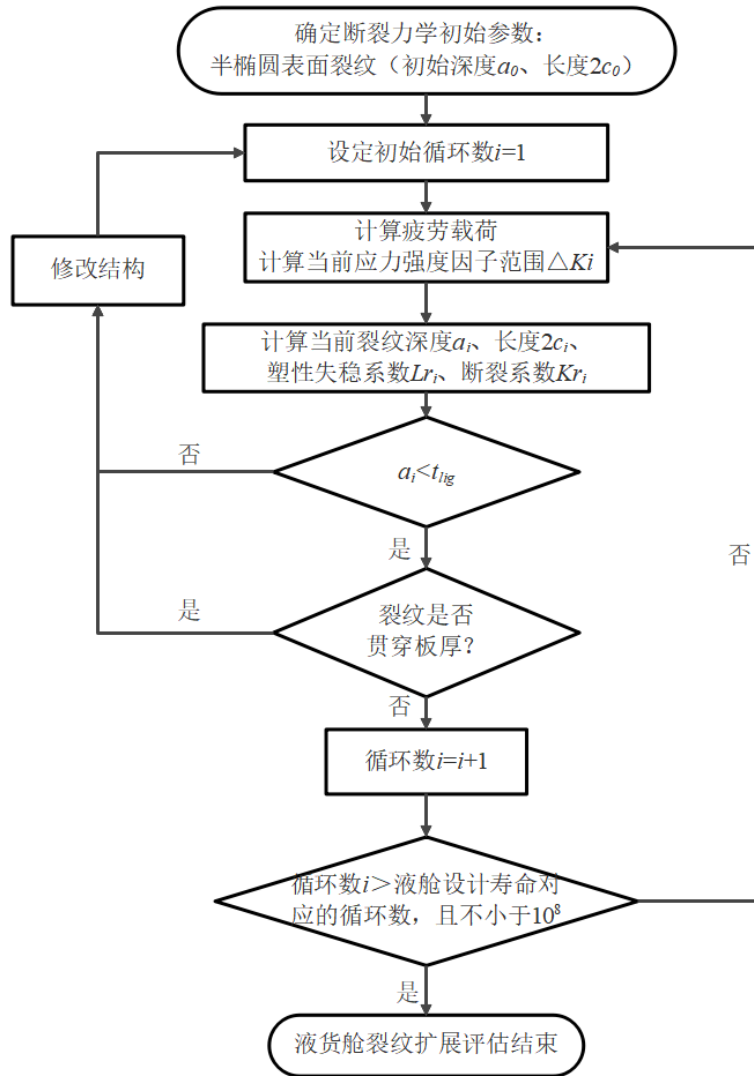 确定断裂力学初始参数：
半椭圆表面裂纹（初始深度a₀、长度2c₀）
设定初始循环数i=1
计算疲劳载荷
计算当前应力强度因子范围△Ki
修改结构
计算当前裂纹深度aᵢ、长度2cᵢ、
塑性失稳系数Lrᵢ、断裂系数Krᵢ
否
aᵢ<t_lig
是
否
是
裂纹是否
贯穿板厚？
否
循环数i=i+1
循环数i＞液舱设计寿命对
应的循环数，且不小于10⁸
是
液货舱裂纹扩展评估结束